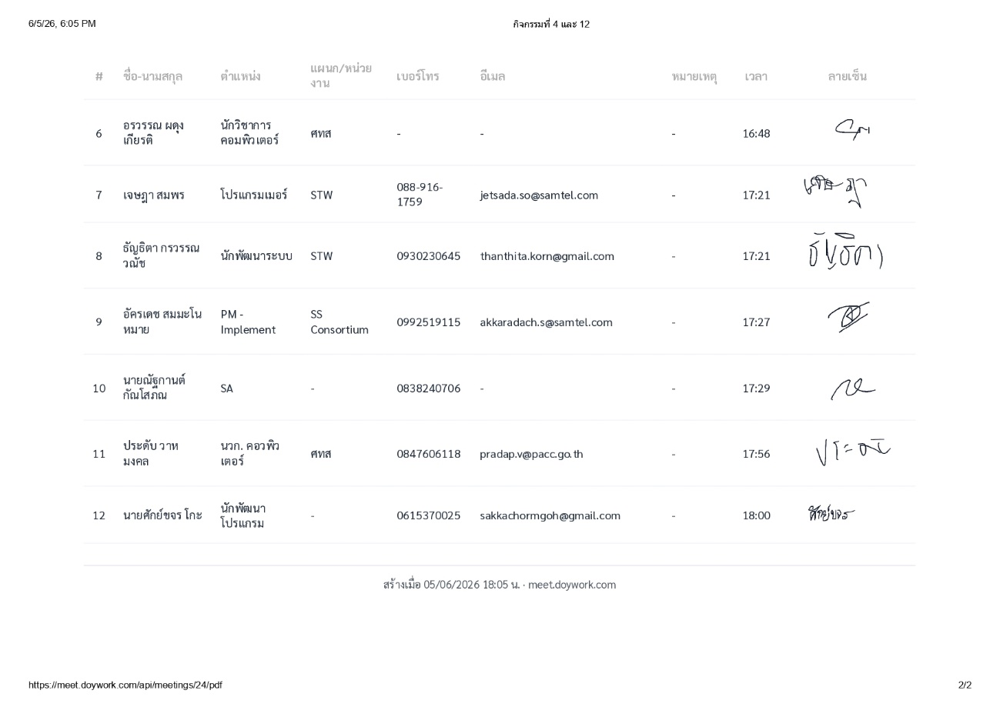 6/5/26, 6:05 PM กิจกรรมที่ 4 และ 12
# ชื่อ-นามสกุล ตำแหน่ง แผนก/หน่วยงาน เบอร์โทร อีเมล หมายเหตุ เวลา ลายเซ็น
6 อรวรรณ ผดุงเกียรติ นักวิชาการคอมพิวเตอร์ ศทส - - - 16:48
7 เจษฎา สมพร โปรแกรมเมอร์ STW 088-916-1759 jetsada.so@samtel.com - 17:21 เจษฎา
8 ธัญธิตา กรวรรณวณัช นักพัฒนาระบบ STW 0930230645 thanthita.korn@gmail.com - 17:21 ธัญธิตา
9 อัครเดช สมมะโนหมาย PM - Implement SS Consortium 0992519115 akkaradach.s@samtel.com - 17:27
10 นายณัฐกานต์ กัณโสภณ SA - 0838240706 - - 17:29
11 ประดับ วาหมงคล นวก. คอวพิวเตอร์ ศทส 0847606118 pradap.v@pacc.go.th - 17:56 ประดับ
12 นายศักย์ขจร โกะ นักพัฒนาโปรแกรม - 0615370025 sakkachormgoh@gmail.com - 18:00 ศักย์ขจร
สร้างเมื่อ 05/06/2026 18:05 น. · meet.doywork.com
https://meet.doywork.com/api/meetings/24/pdf 2/2